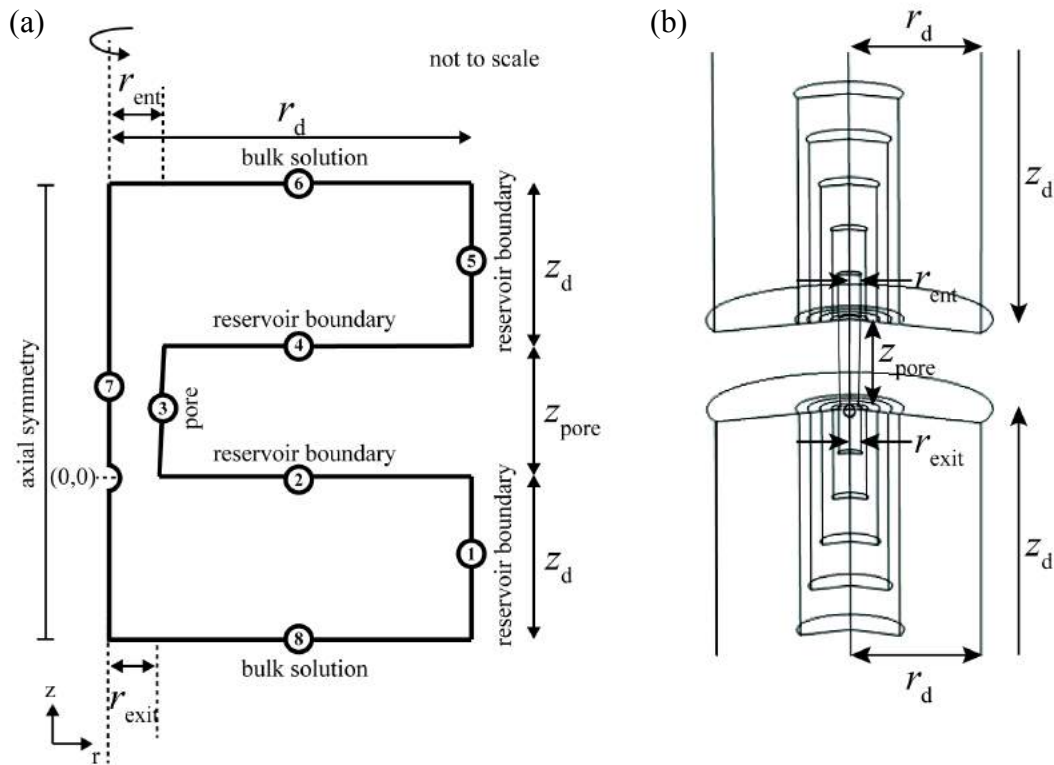 (a)
not to scale
r_ent
r_d
bulk solution
6
reservoir boundary
5
z_d
reservoir boundary
4
axial symmetry
7
3
pore
z_pore
(0,0)
reservoir boundary
2
reservoir boundary
1
z_d
8
bulk solution
r_exit
z
r
(b)
r_d
z_d
r_ent
z_pore
r_exit
z_d
r_d